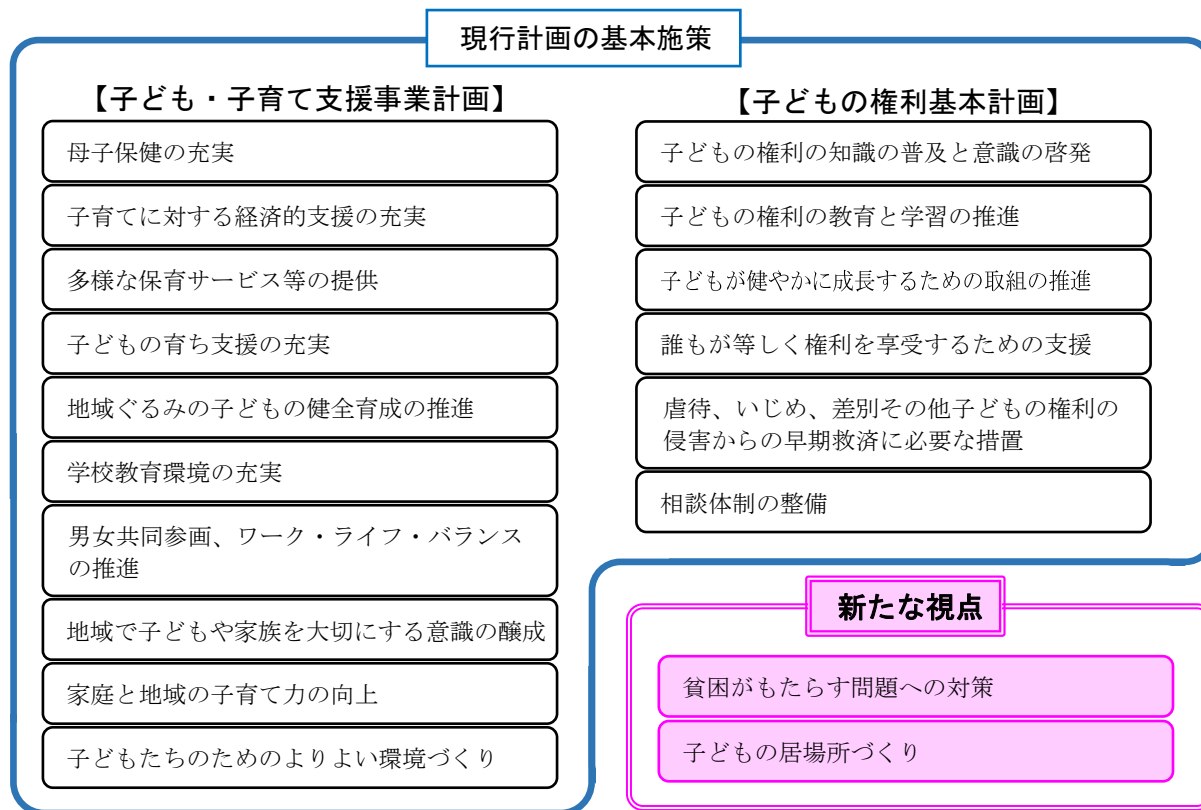 現行計画の基本施策
【子ども・子育て支援事業計画】
母子保健の充実
子育てに対する経済的支援の充実
多様な保育サービス等の提供
子どもの育ち支援の充実
地域ぐるみの子どもの健全育成の推進
学校教育環境の充実
男女共同参画、ワーク・ライフ・バランス
の推進
地域で子どもや家族を大切にする意識の醸成
家庭と地域の子育て力の向上
子どもたちのためのよりよい環境づくり
【子どもの権利基本計画】
子どもの権利の知識の普及と意識の啓発
子どもの権利の教育と学習の推進
子どもが健やかに成長するための取組の推進
誰もが等しく権利を享受するための支援
虐待、いじめ、差別その他子どもの権利の
侵害からの早期救済に必要な措置
相談体制の整備
新たな視点
貧困がもたらす問題への対策
子どもの居場所づくり